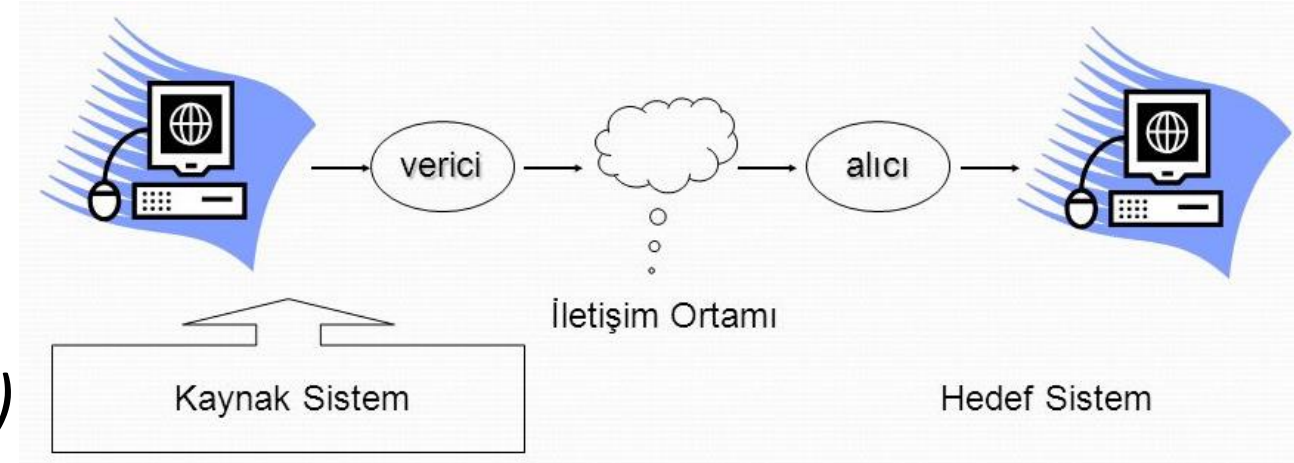 verici
alıcı
İletişim Ortamı
Kaynak Sistem
Hedef Sistem
)